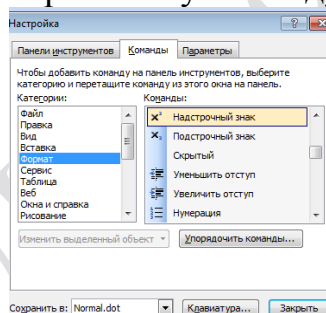 Настройка
Панели инструментов Команды Параметры
Чтобы добавить команду на панель инструментов, выберите
категорию и перетащите команду из этого окна на панель.
Категории: Команды:
Файл
Правка
Вид
Вставка
Формат
Сервис
Таблица
Веб
Окна и справка
Рисование
Надстрочный знак
Подстрочный знак
Скрытый
Уменьшить отступ
Увеличить отступ
Нумерация
Изменить выделенный объект Упорядочить команды...
Сохранить в: Normal.dot Клавиатура... Закрыть